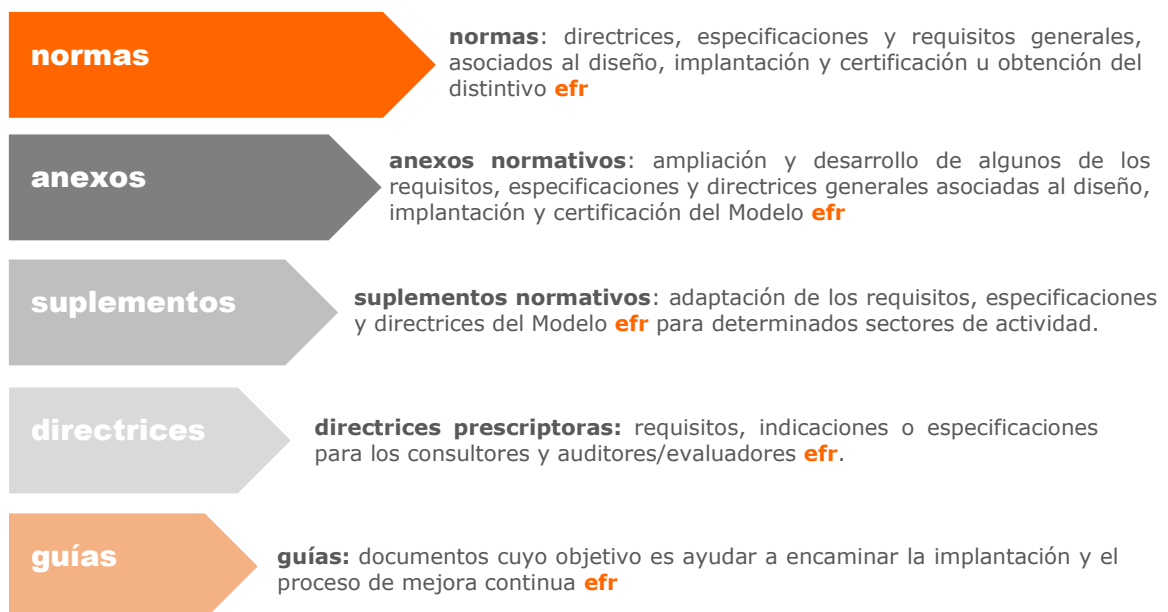 normas
normas: directrices, especificaciones y requisitos generales,
asociados al diseño, implantación y certificación u obtención del
distintivo efr
anexos
anexos normativos: ampliación y desarrollo de algunos de los
requisitos, especificaciones y directrices generales asociadas al diseño,
implantación y certificación del Modelo efr
suplementos
suplementos normativos: adaptación de los requisitos, especificaciones
y directrices del Modelo efr para determinados sectores de actividad.
directrices
directrices prescriptoras: requisitos, indicaciones o especificaciones
para los consultores y auditores/evaluadores efr.
guías
guías: documentos cuyo objetivo es ayudar a encaminar la implantación y el
proceso de mejora continua efr